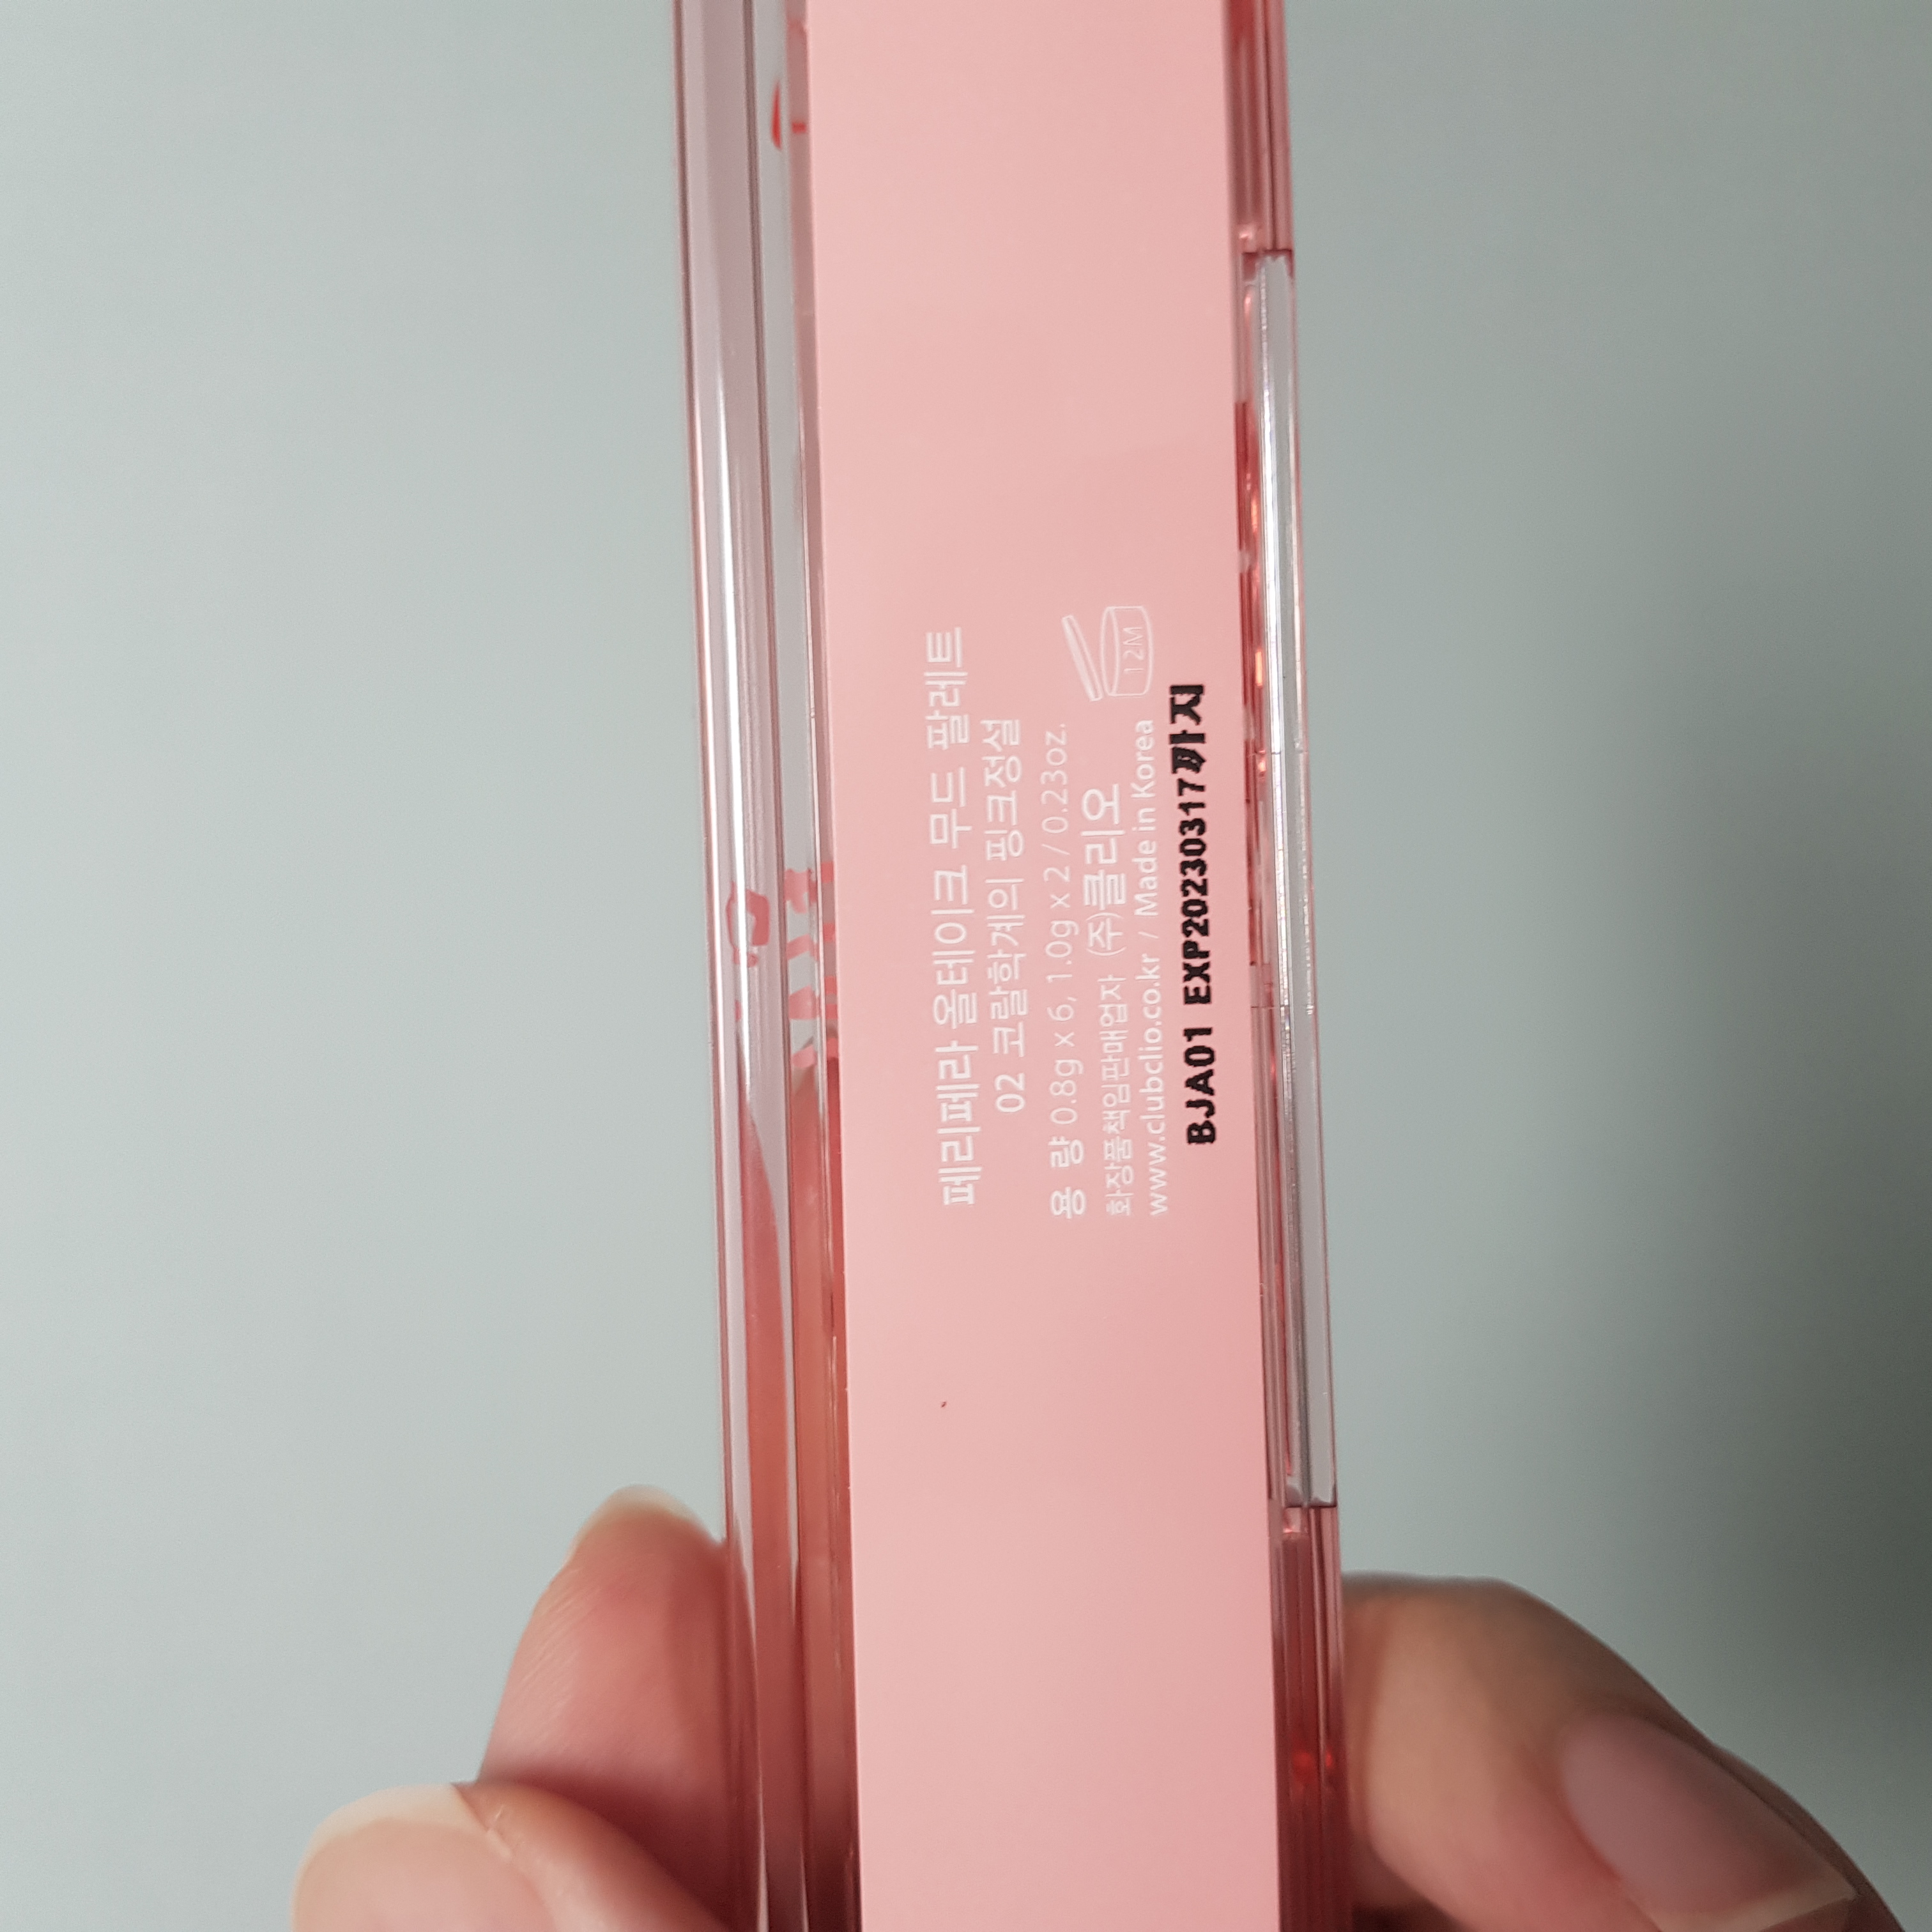 페리페라 올테이크 무드 팔레트
02 코랄학계의 핑크정설
용 량 0.8g x 6, 1.0g x 2 / 0.23oz.
화장품책임판매업자 (주)클리오
www.clubclio.co.kr / Made in Korea
12M
BJA01 EXP20230317까지